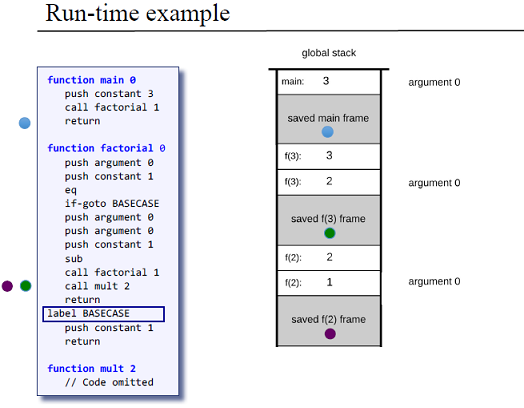 Run-time example
function main 0
push constant 3
call factorial 1
return
function factorial 0
push argument 0
push constant 1
eq
if-goto BASECASE
push argument 0
push argument 0
push constant 1
sub
call factorial 1
call mult 2
return
label BASECASE
push constant 1
return
function mult 2
// Code omitted
global stack
main: 3 argument 0
saved main frame
f(3): 3
f(3): 2 argument 0
saved f(3) frame
f(2): 2
f(2): 1 argument 0
saved f(2) frame